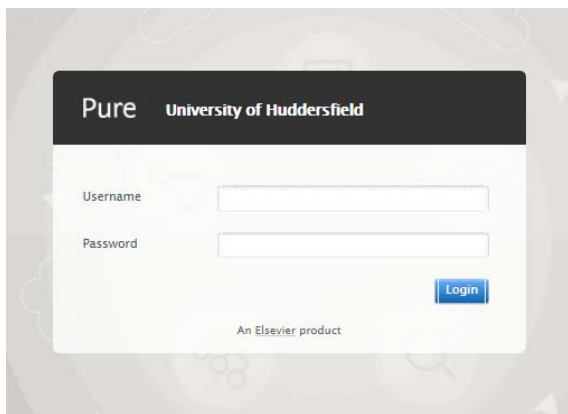 Pure University of Huddersfield
Username
Password
Login
An Elsevier product